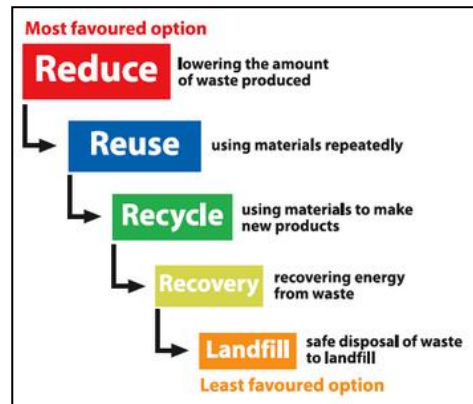 Most favoured option
Reduce
lowering the amount
of waste produced
Reuse
using materials repeatedly
Recycle
using materials to make
new products
Recovery
recovering energy
from waste
Landfill
safe disposal of waste
to landfill
Least favoured option